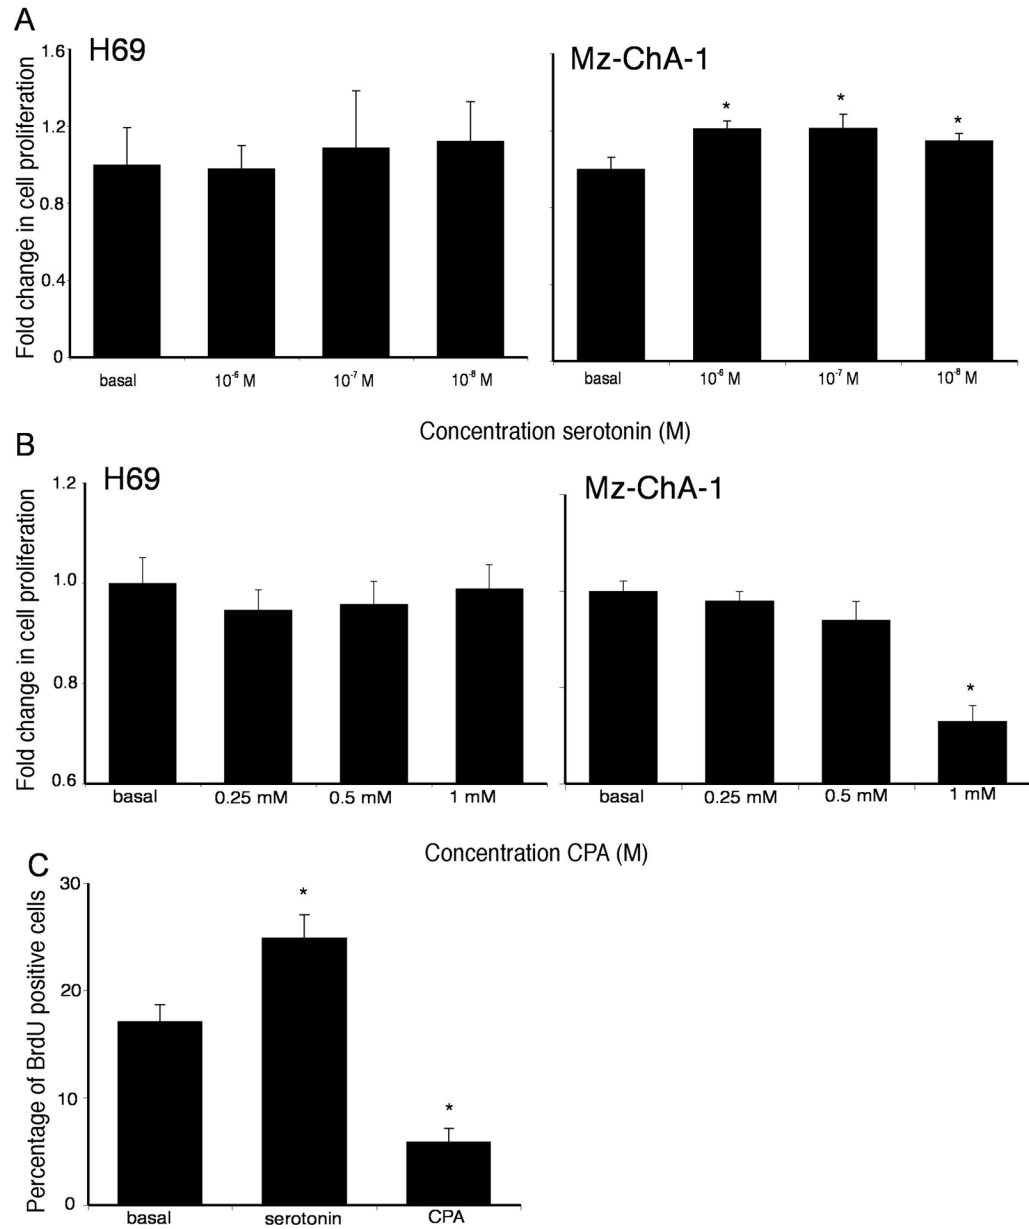 A
H69
Mz-ChA-1
Fold change in cell proliferation
1.6
1.2
0.8
0.4
0
* * *
basal 10⁻⁶ M 10⁻⁷ M 10⁻⁸ M
basal 10⁻⁶ M 10⁻⁷ M 10⁻⁸ M
Concentration serotonin (M)
B
H69
Mz-ChA-1
Fold change in cell proliferation
1.2
1.0
0.8
0.6
*
basal 0.25 mM 0.5 mM 1 mM
basal 0.25 mM 0.5 mM 1 mM
Concentration CPA (M)
C
Percentage of BrdU positive cells
30
20
10
0
* *
basal serotonin CPA